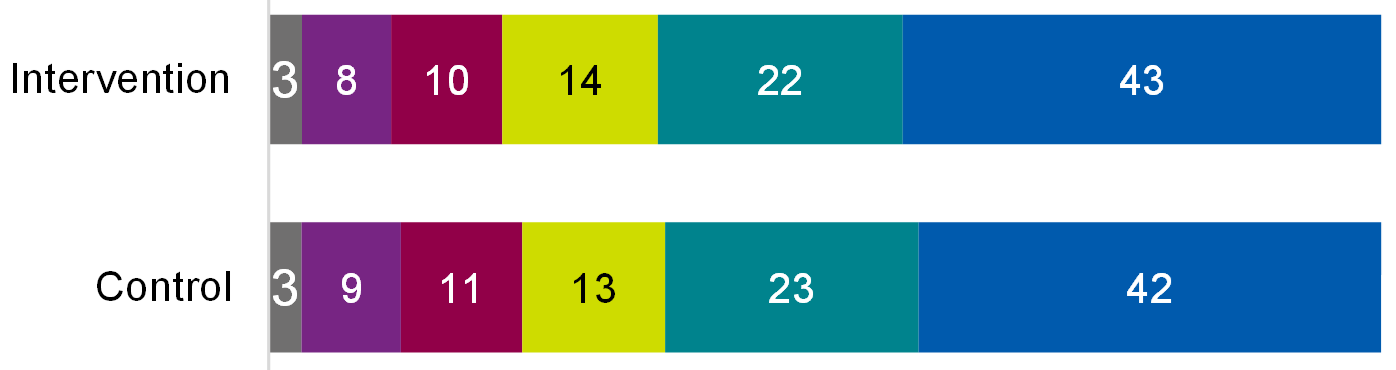 Intervention 3 8 10 14 22 43
Control 3 9 11 13 23 42